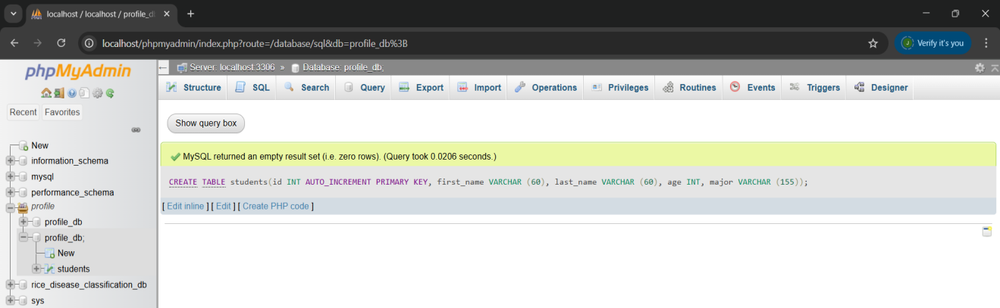 localhost / localhost / profile_d
localhost/phpmyadmin/index.php?route=/database/sql&db=profile_db%3B
Verify it's you
phpMyAdmin
Recent Favorites
New
information_schema
mysql
performance_schema
profile
profile_db
profile_db;
New
students
rice_disease_classification_db
sys
Server: localhost:3306 » Database: profile_db;
Structure SQL Search Query Export Import Operations Privileges Routines Events Triggers Designer
Show query box
MySQL returned an empty result set (i.e. zero rows). (Query took 0.0206 seconds.)
CREATE TABLE students(id INT AUTO_INCREMENT PRIMARY KEY, first_name VARCHAR (60), last_name VARCHAR (60), age INT, major VARCHAR (155));
[ Edit inline ] [ Edit ] [ Create PHP code ]